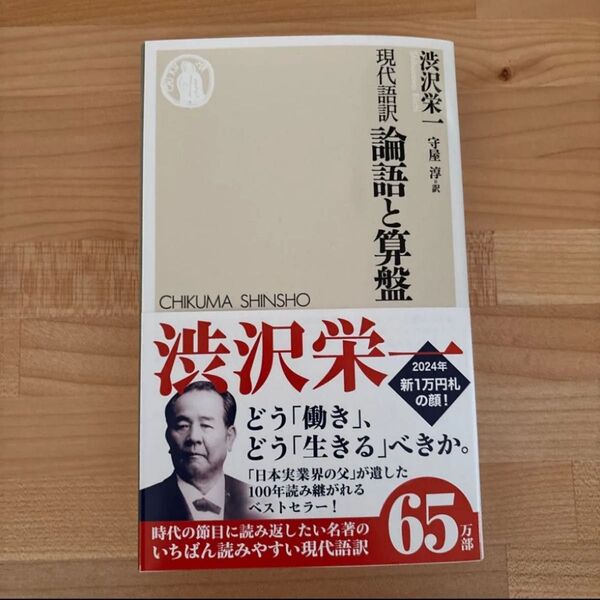 渋沢栄一
守屋 淳=訳
現代語訳
論語と算盤
CHIKUMA SHINSHO
渋沢栄一
2024年
新1万円札
の顔!
どう「働き」、
どう「生きる」べきか。
「日本実業界の父」が遺した
100年読み継がれる
ベストセラー!
時代の節目に読み返したい名著の
いちばん読みやすい現代語訳
65万部